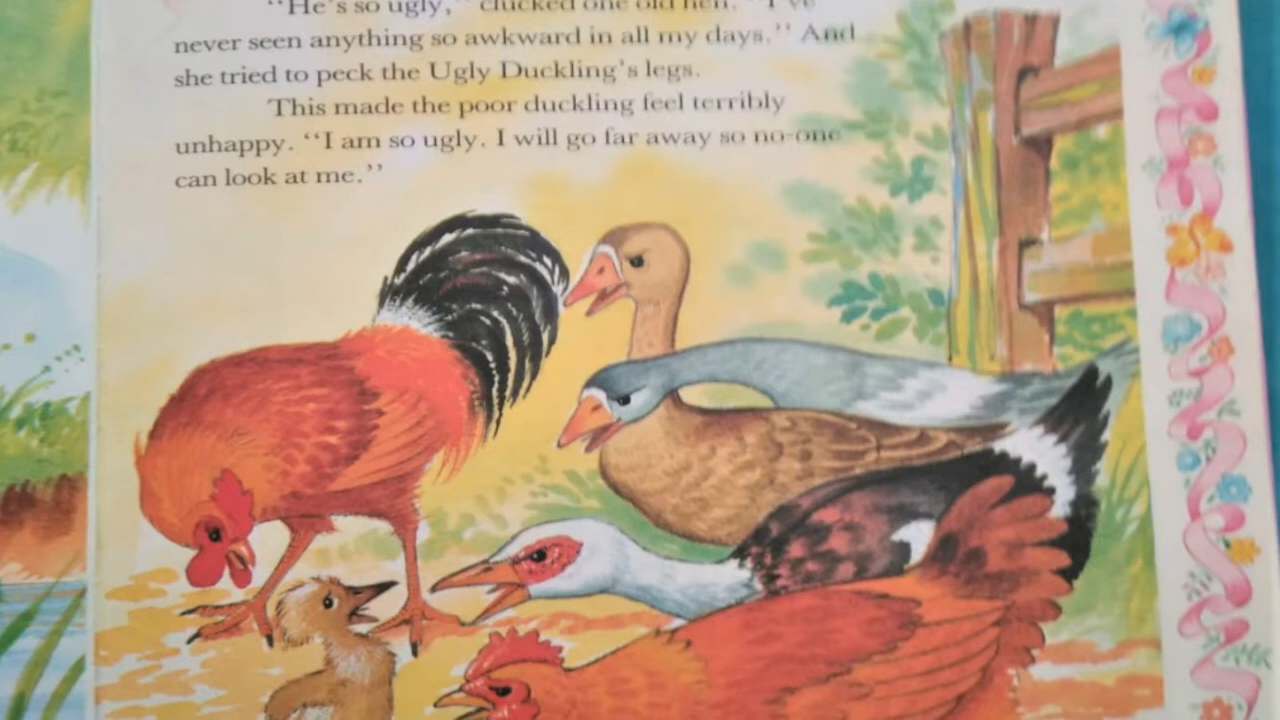 “He's so ugly,” clucked one old hen. “I've
never seen anything so awkward in all my days.” And
she tried to peck the Ugly Duckling's legs.
This made the poor duckling feel terribly
unhappy. “I am so ugly. I will go far away so no-one
can look at me.”